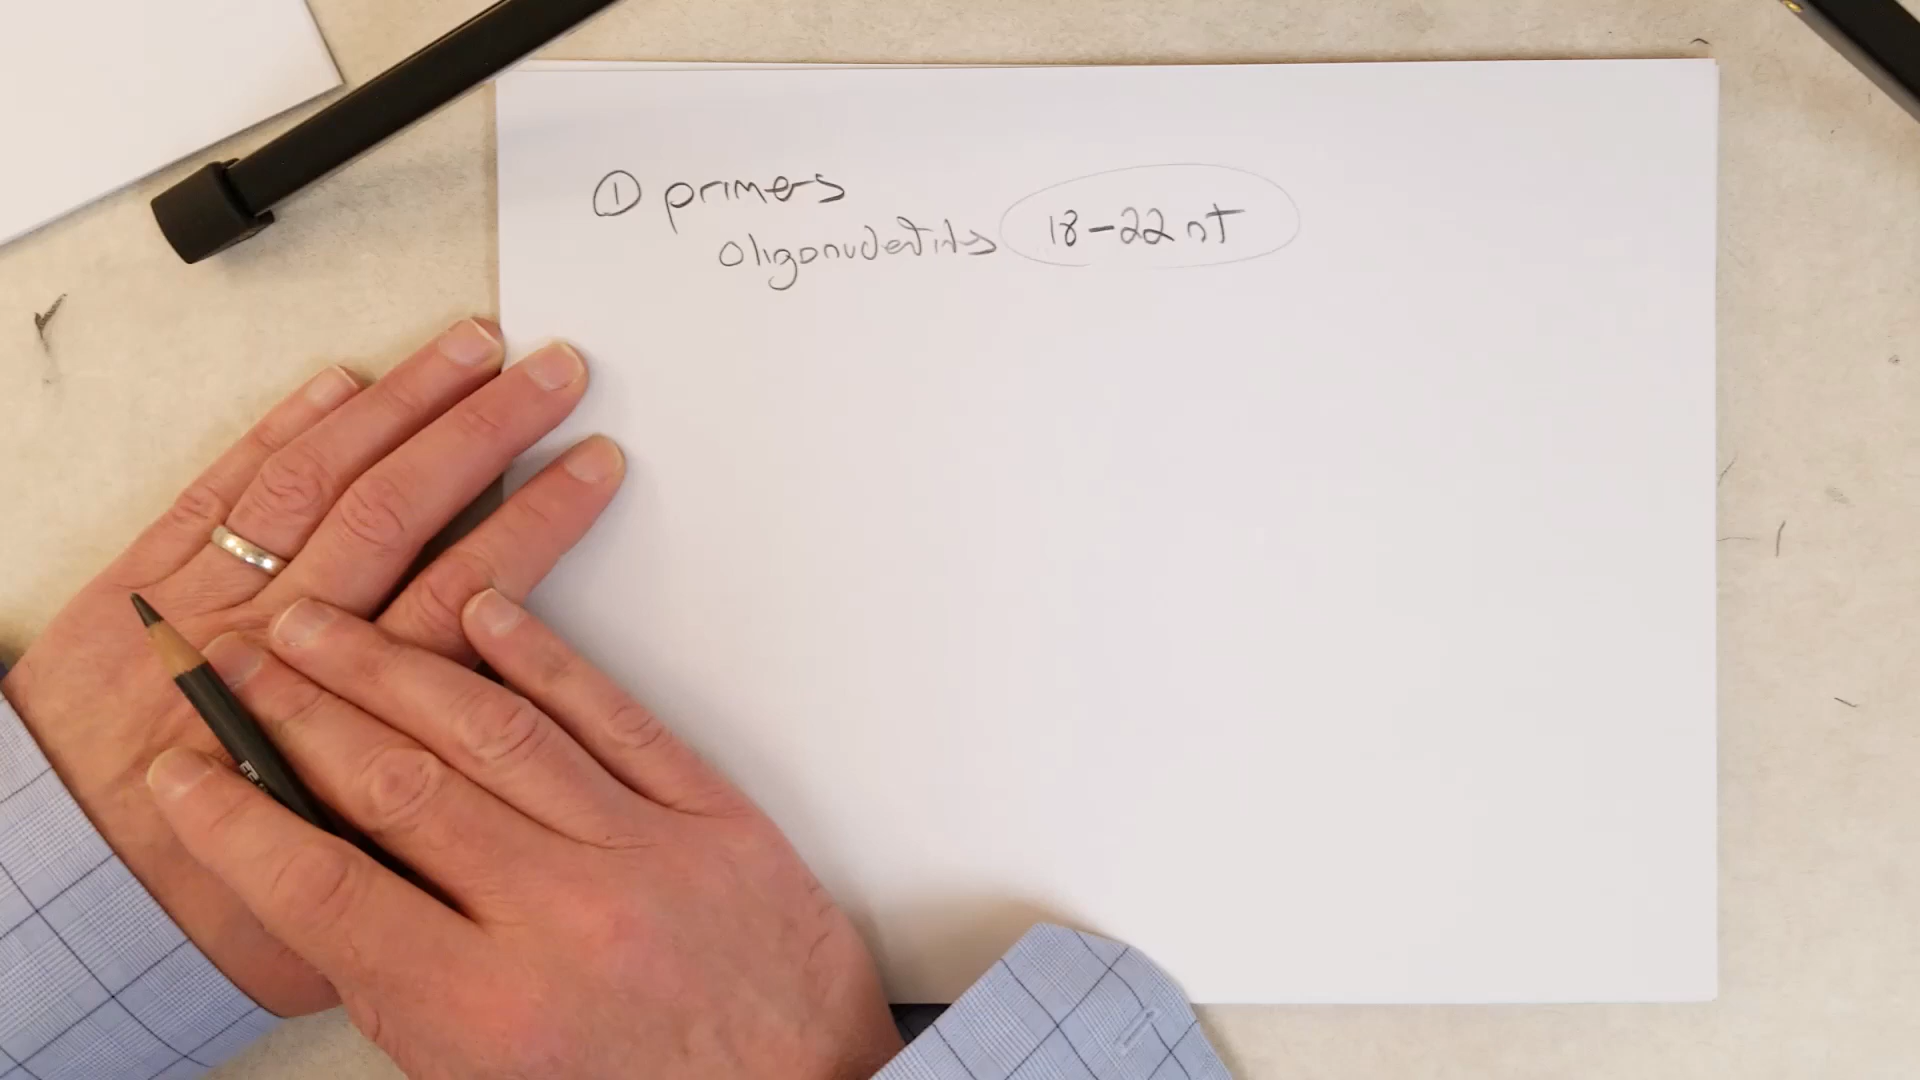 ① primers
oligonucleotides 18-22 nt